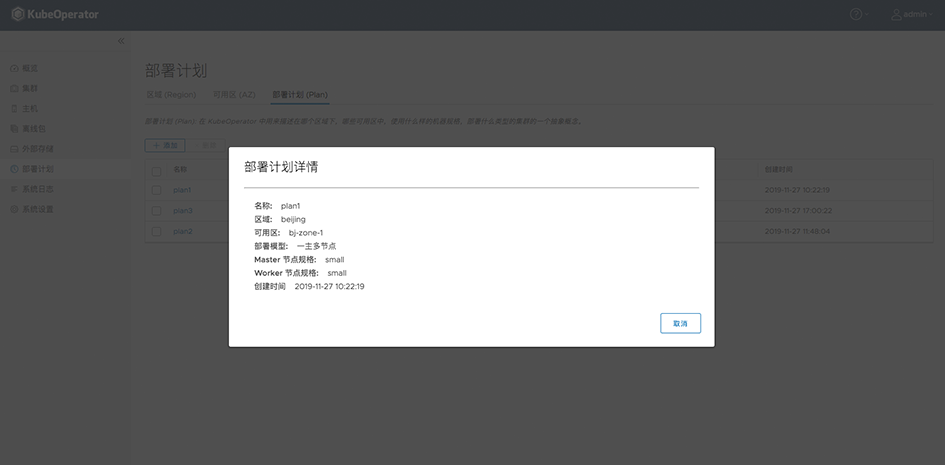 KubeOperator
admin
«
部署计划
概览
区域 (Region) 可用区 (AZ) 部署计划 (Plan)
集群
主机
部署计划 (Plan) 在 KubeOperator 中用来描述在哪个区域下，哪些可用区中，使用什么样的机器规格，部署什么类型的集群的一个抽象概念。
离线包
外部存储
+ 添加
部署计划
名称
创建时间
系统日志
plan1 2019-11-27 10:22:19
系统设置
plan3 2019-11-27 17:00:22
plan2 2019-11-27 11:48:04
部署计划详情
名称: plan1
区域: beijing
可用区: bj-zone-1
部署模型: 一主多节点
Master 节点规格: small
Worker 节点规格: small
创建时间 2019-11-27 10:22:19
取消